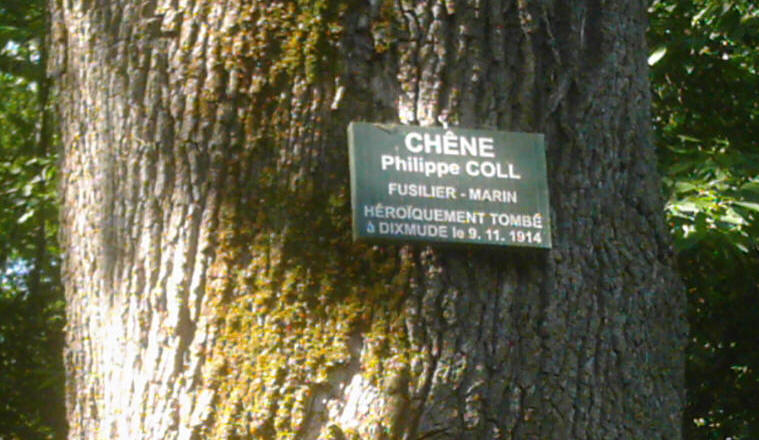 CHÊNE
Philippe COLL
FUSILIER - MARIN
HÉROÏQUEMENT TOMBÉ
à DIXMUDE le 9. 11. 1914